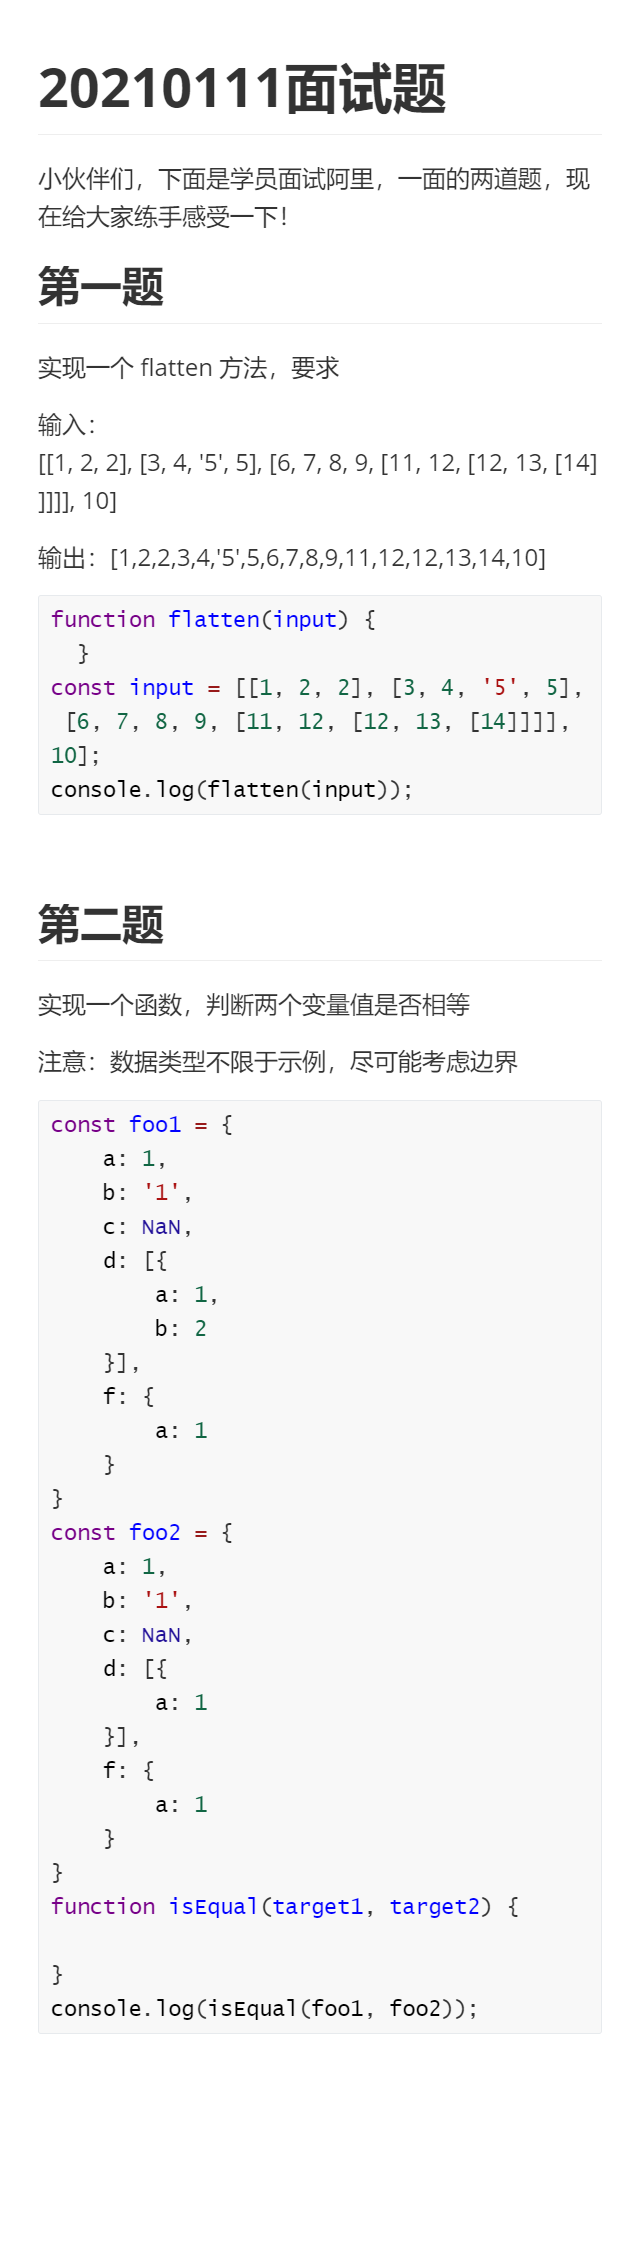 20210111面试题
小伙伴们，下面是学员面试阿里，一面的两道题，现
在给大家练手感受一下！
第一题
实现一个 flatten 方法，要求
输入：
[[1, 2, 2], [3, 4, '5', 5], [6, 7, 8, 9, [11, 12, [12, 13, [14]
]]]], 10]
输出：[1,2,2,3,4,'5',5,6,7,8,9,11,12,12,13,14,10]
function flatten(input) {
  }
const input = [[1, 2, 2], [3, 4, '5', 5],
 [6, 7, 8, 9, [11, 12, [12, 13, [14]]]],
10];
console.log(flatten(input));
第二题
实现一个函数，判断两个变量值是否相等
注意：数据类型不限于示例，尽可能考虑边界
const foo1 = {
    a: 1,
    b: '1',
    c: NaN,
    d: [{
        a: 1,
        b: 2
    }],
    f: {
        a: 1
    }
}
const foo2 = {
    a: 1,
    b: '1',
    c: NaN,
    d: [{
        a: 1
    }],
    f: {
        a: 1
    }
}
function isEqual(target1, target2) {
}
console.log(isEqual(foo1, foo2));